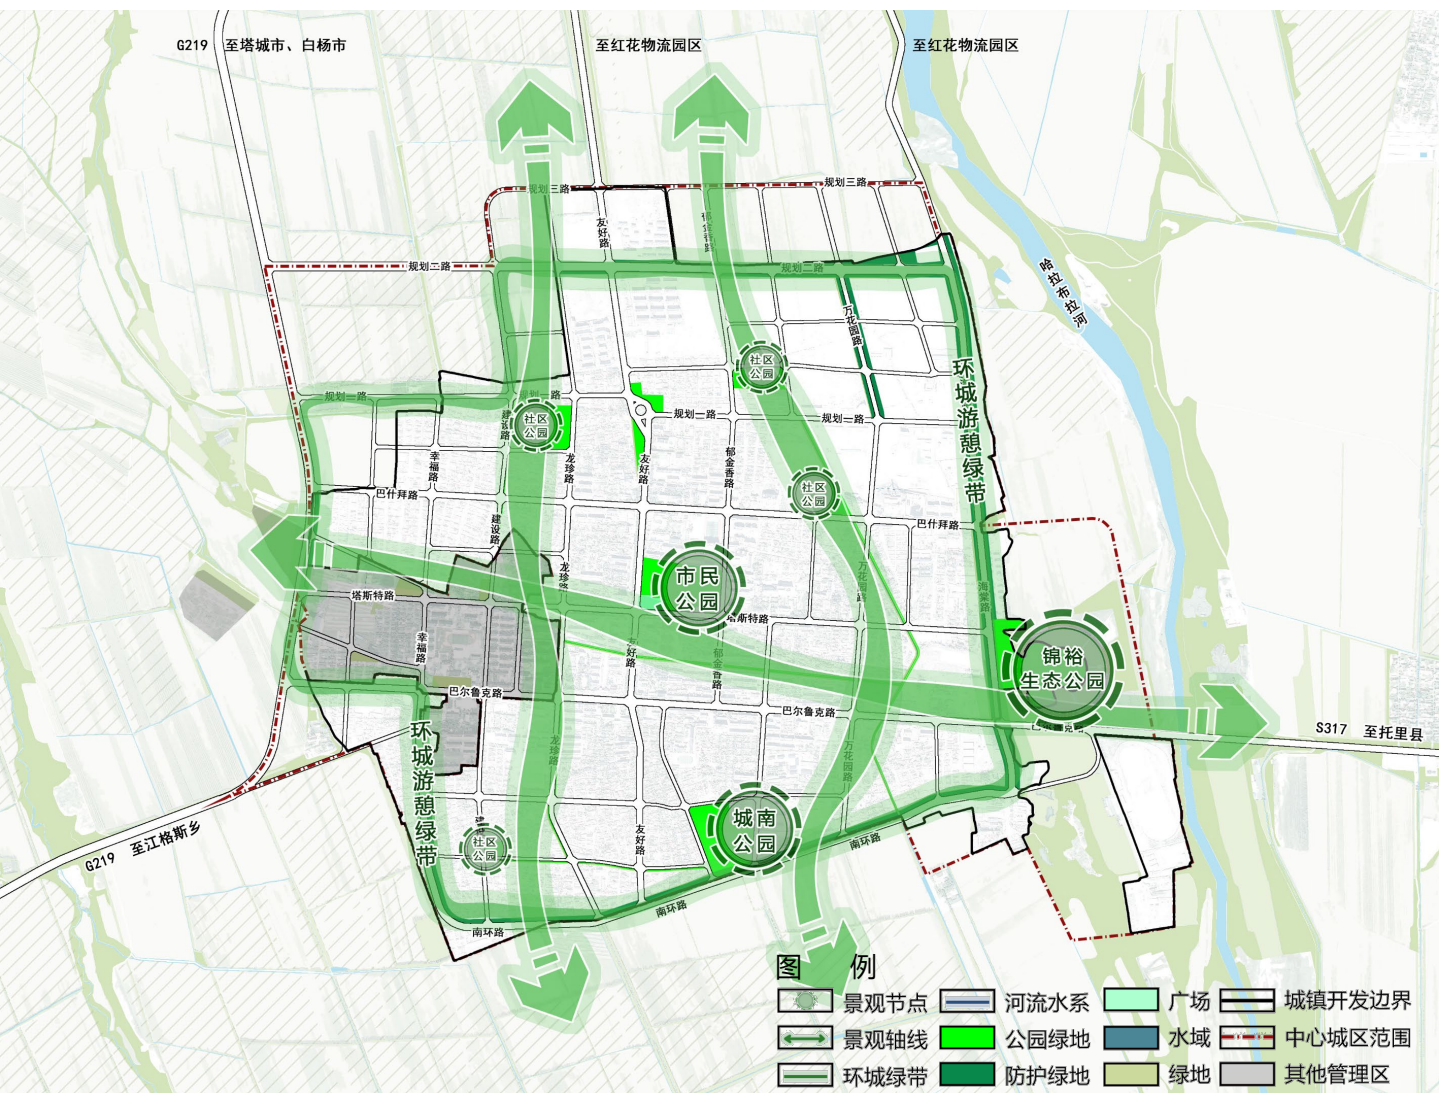 G219 至塔城市、白杨市
至红花物流园区
至红花物流园区
规划三路
规划三路
友好路
郁金香路
规划二路
规划二路
哈拉布拉河
万花园路
社区
公园
环城游憩绿带
规划一路
规划一路
建设路
社区
公园
规划一路
规划一路
幸福路
龙珍路
友好路
郁金香路
巴什拜路
社区
公园
建设路
巴什拜路
龙珍路
市民
公园
万花园路
海棠路
塔斯特路
塔斯特路
幸福路
友好路
郁金香路
锦裕
生态公园
巴尔鲁克路
巴尔鲁克路
巴尔鲁克路
S317 至托里县
环城游憩绿带
龙珍路
万花园路
G219 至江格斯乡
社区
公园
友好路
城南
公园
南环路
南环路
南环路
图 例
景观节点
河流水系
广场
城镇开发边界
景观轴线
公园绿地
水域
中心城区范围
环城绿带
防护绿地
绿地
其他管理区